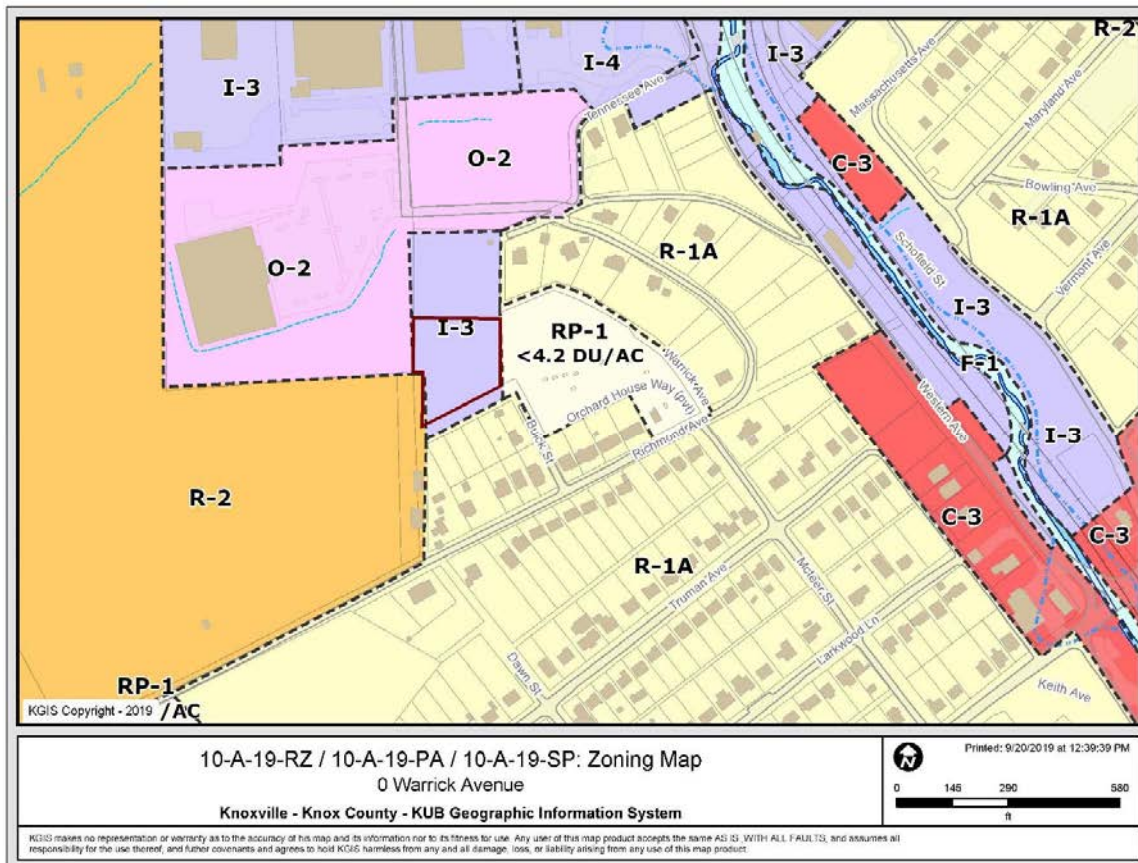 R-2
I-3
I-4
I-3
Massachusetts Ave
Maryland Ave
Tennessee Ave
O-2
C-3
Bowling Ave
R-1A
R-1A
O-2
Schofield St
Vermont Ave
I-3
I-3
RP-1
<4.2 DU/AC
Warrick Ave
F-1
Orchard House Way (pvt)
Western Ave
Buick St
Richmond Ave
I-3
R-2
C-3
C-3
R-1A
Truman Ave
Mcteer St
Larkwood Ln
Dawn St
RP-1
Keith Ave
KGIS Copyright - 2019
/AC
10-A-19-RZ / 10-A-19-PA / 10-A-19-SP: Zoning Map
0 Warrick Avenue
Knoxville - Knox County - KUB Geographic Information System
N
Printed: 9/20/2019 at 12:39:39 PM
0 145 290 580
ft
KGIS makes no representation or warranty as to the accuracy of his map and its information nor to its fitness for use. Any user of this map product accepts the same AS IS, WITH ALL FAULTS, and assumes all
responsibility for the use thereof, and futher covenants and agrees to hold KGIS harmless from any and all damage, loss, or liability arising from any use of this map product.